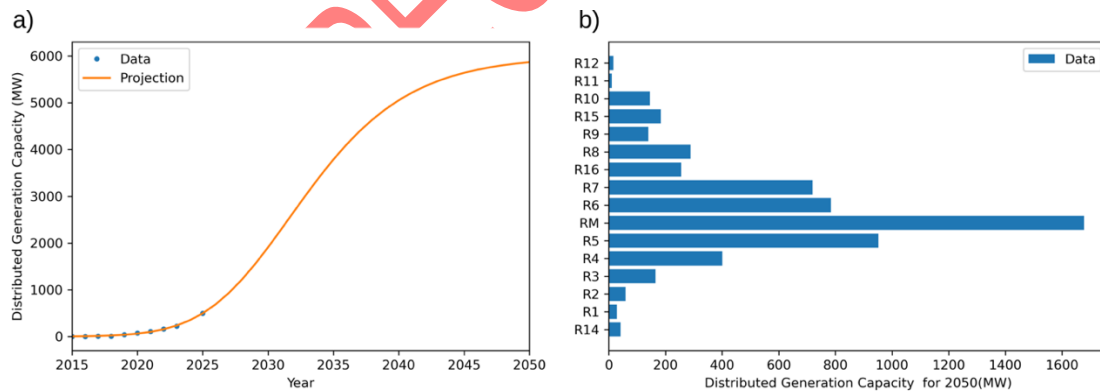 a)
b)
Data
Projection
6000
5000
4000
3000
2000
1000
0
Distributed Generation Capacity (MW)
2015 2020 2025 2030 2035 2040 2045 2050
Year
Data
R12
R11
R10
R15
R9
R8
R16
R7
R6
RM
R5
R4
R3
R2
R1
R14
0 200 400 600 800 1000 1200 1400 1600
Distributed Generation Capacity for 2050(MW)